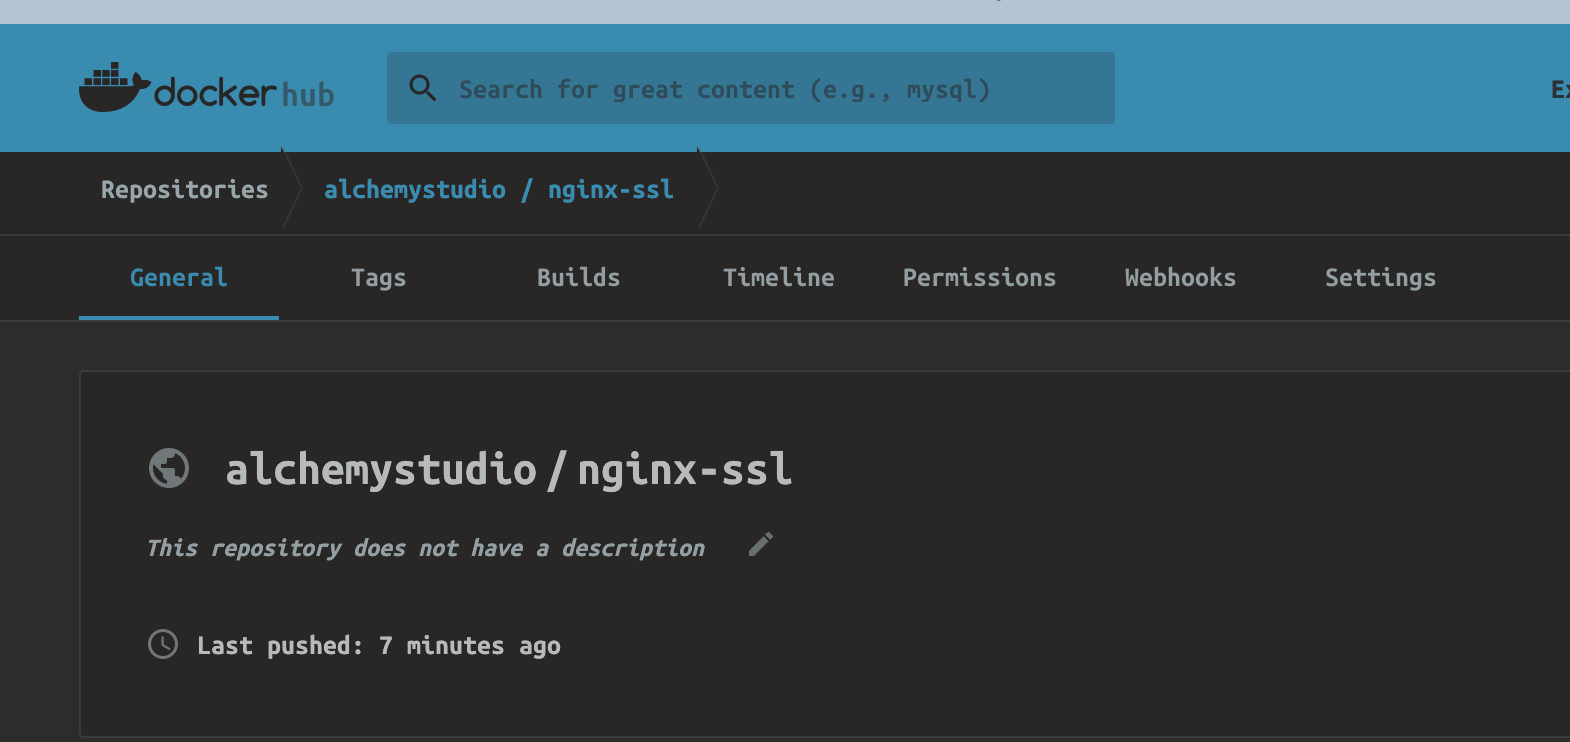 docker hub
Search for great content (e.g., mysql)
Repositories
alchemystudio / nginx-ssl
General
Tags
Builds
Timeline
Permissions
Webhooks
Settings
alchemystudio / nginx-ssl
This repository does not have a description
Last pushed: 7 minutes ago